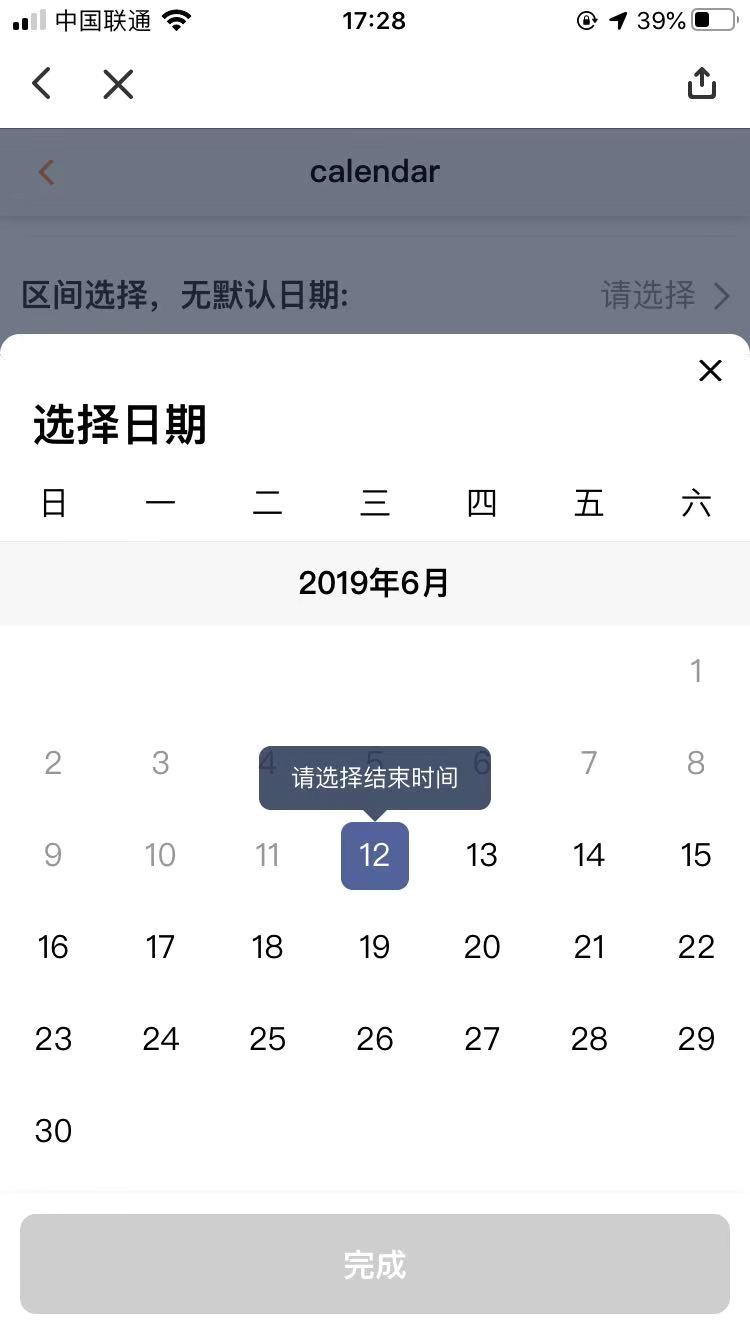 中国联通 17:28 39%
calendar
区间选择，无默认日期: 请选择
选择日期
日 一 二 三 四 五 六
2019年6月
1
2 3 4 5 6 7 8
请选择结束时间
9 10 11 12 13 14 15
16 17 18 19 20 21 22
23 24 25 26 27 28 29
30
完成